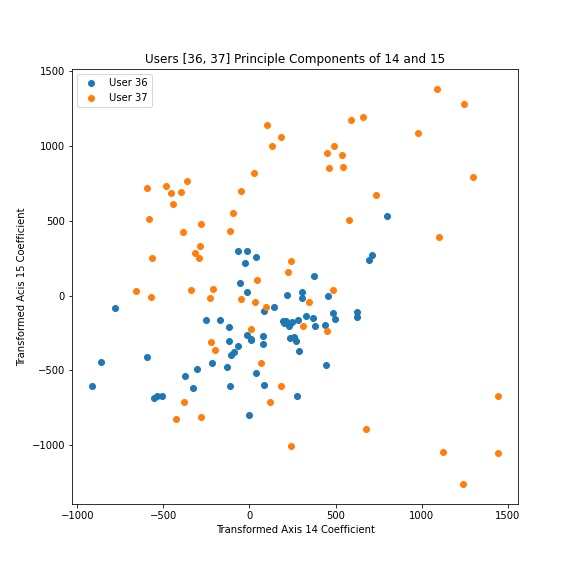 Users [36, 37] Principle Components of 14 and 15
User 36
User 37
Transformed Acis 15 Coefficient
1500
1000
500
0
−500
−1000
−1000 −500 0 500 1000 1500
Transformed Axis 14 Coefficient